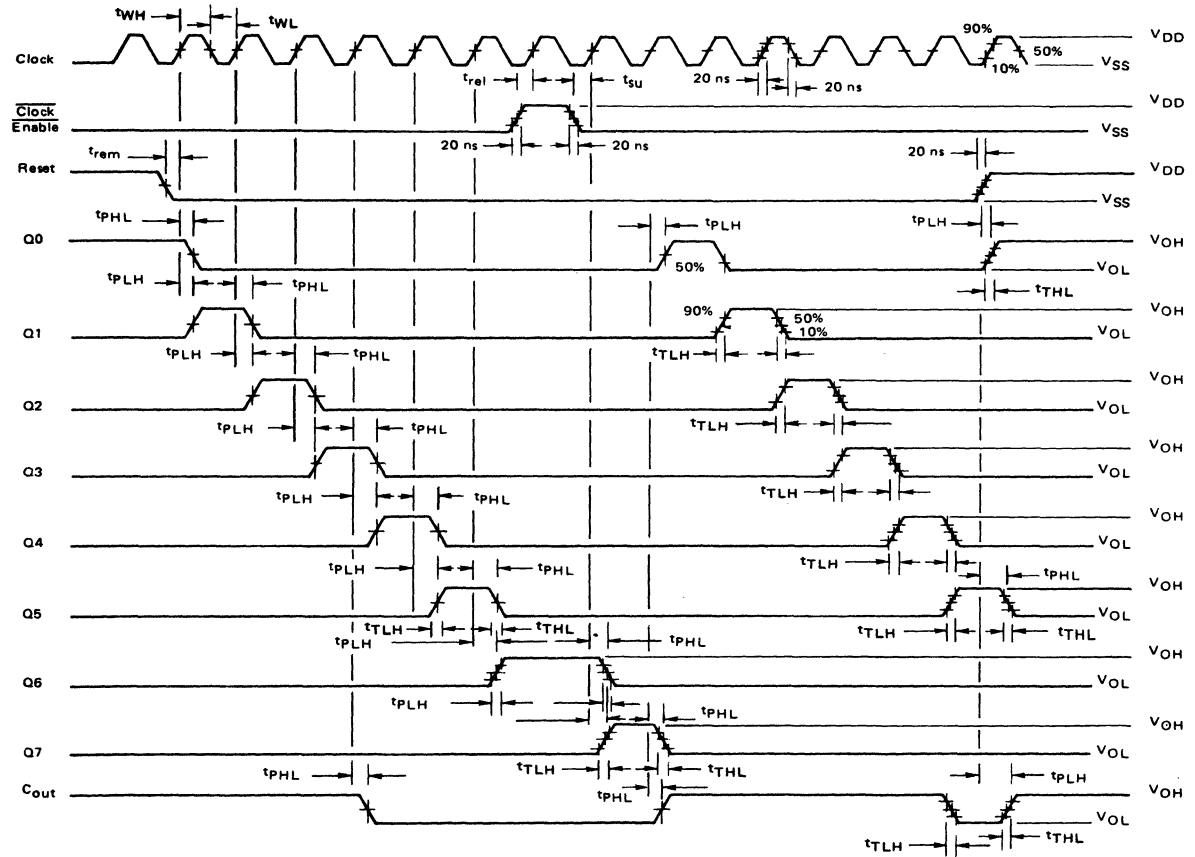 tWH
tWL
Clock
90%
50%
10%
VDD
VSS
trel
tsu
20 ns
20 ns
Clock
Enable
VDD
VSS
20 ns
20 ns
trem
20 ns
Reset
VDD
VSS
tPHL
tPLH
tPLH
Q0
50%
VOH
VOL
tPLH
tPHL
tTHL
Q1
90%
50%
10%
VOH
VOL
tPLH
tPHL
tTLH
Q2
VOH
VOL
tPLH
tPHL
tTLH
Q3
VOH
VOL
tPLH
tPHL
tTLH
Q4
VOH
VOL
tPLH
tPHL
tTLH
tPHL
Q5
VOH
VOL
tTLH
tTHL
tTLH
tTHL
tPLH
tPHL
Q6
VOH
VOL
tPLH
tPHL
Q7
VOH
VOL
tPHL
tTLH
tTHL
tPLH
Cout
tPHL
VOH
VOL
tTLH
tTHL